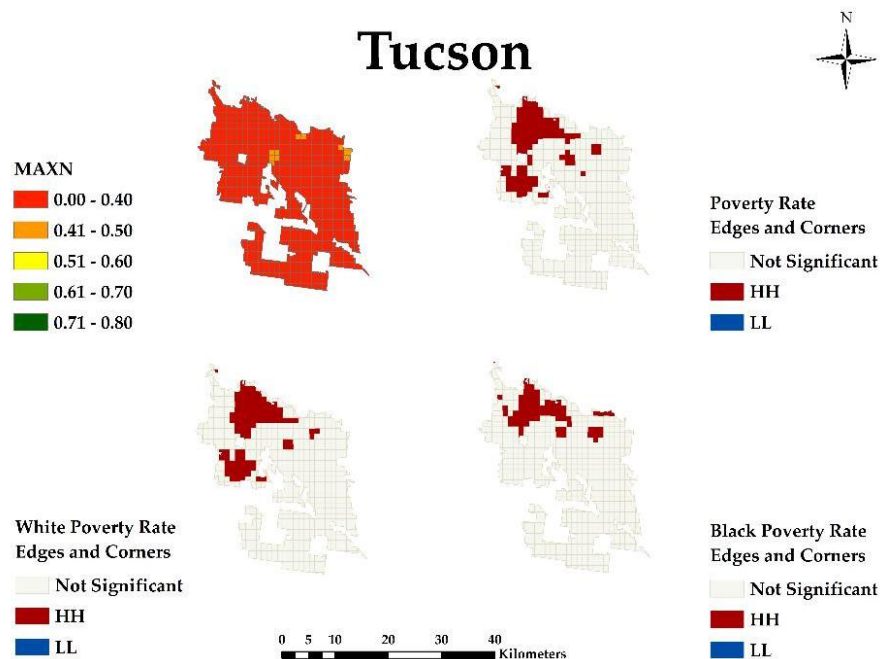 Tucson
N
MAXN
0.00 - 0.40
0.41 - 0.50
0.51 - 0.60
0.61 - 0.70
0.71 - 0.80
Poverty Rate
Edges and Corners
Not Significant
HH
LL
White Poverty Rate
Edges and Corners
Not Significant
HH
LL
Black Poverty Rate
Edges and Corners
Not Significant
HH
LL
0 5 10 20 30 40
Kilometers